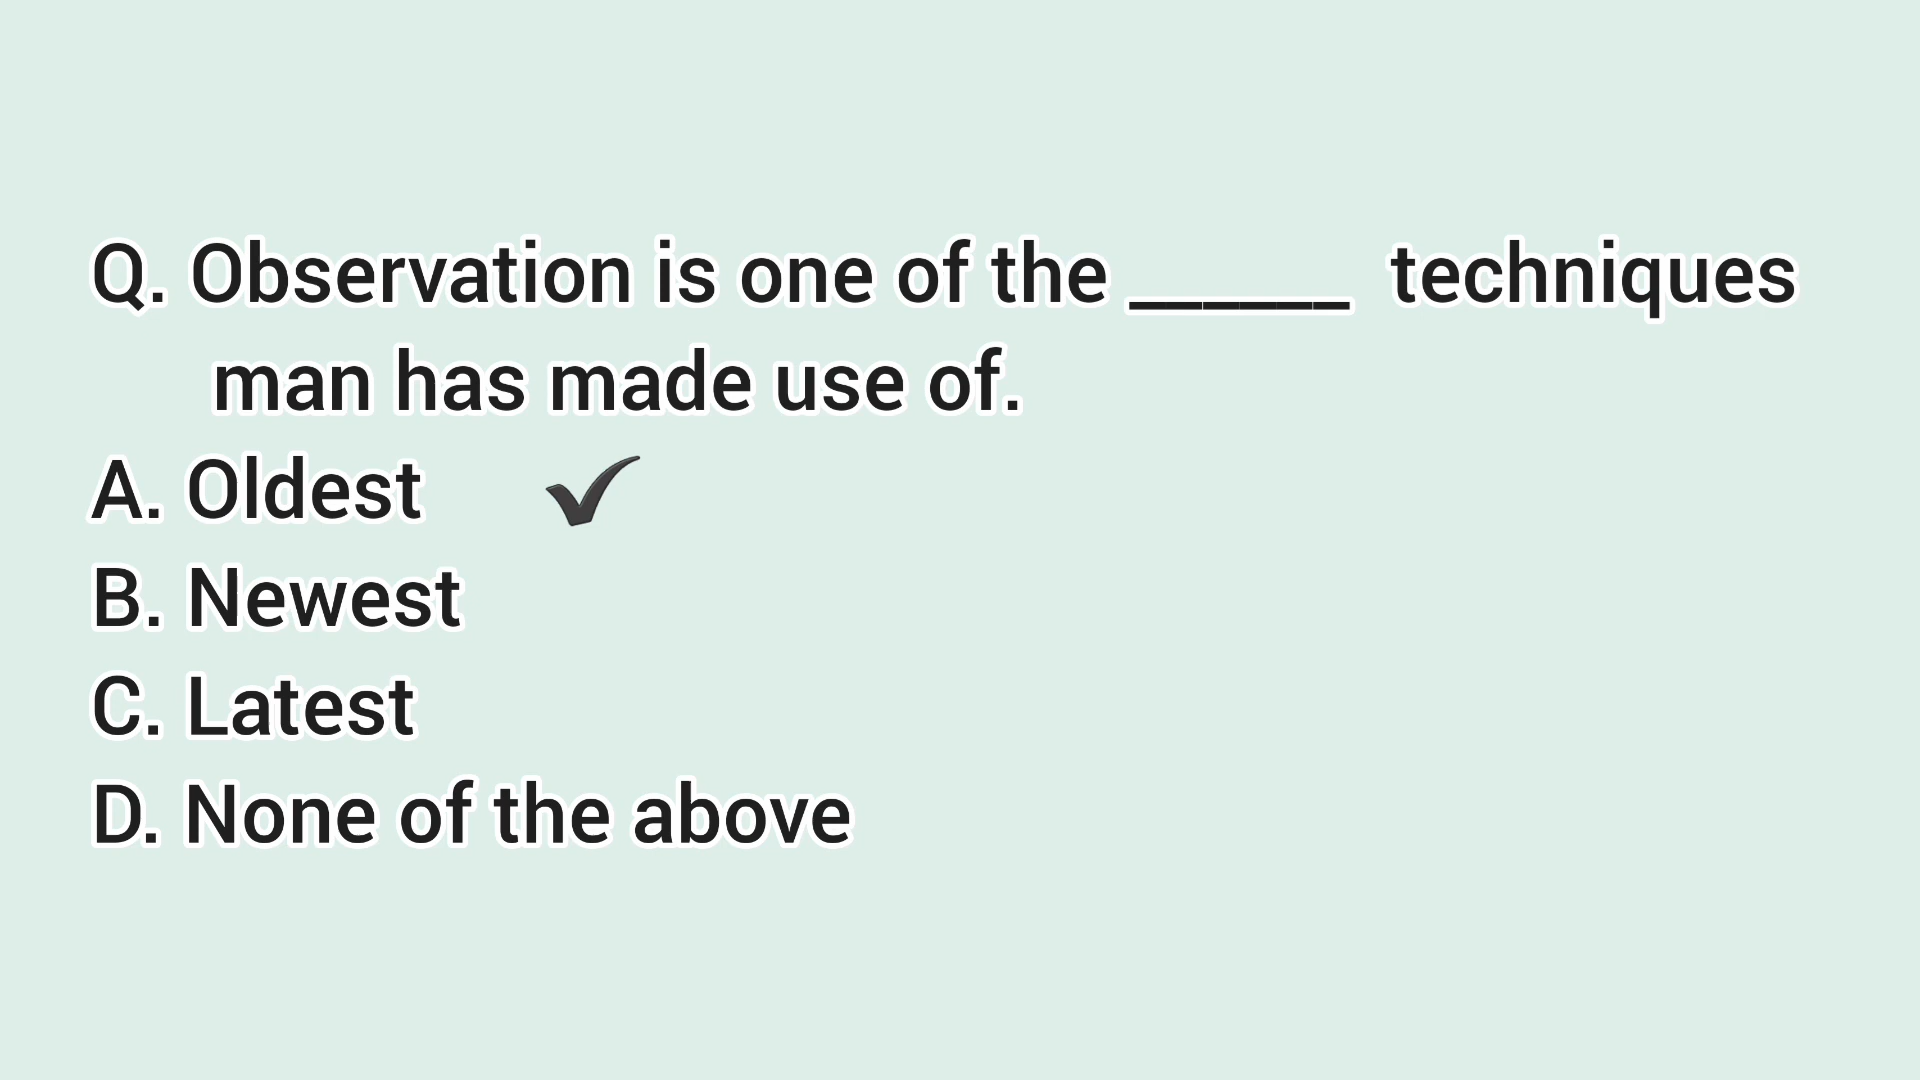 Q. Observation is one of the ______ techniques
man has made use of.
A. Oldest ✔
B. Newest
C. Latest
D. None of the above